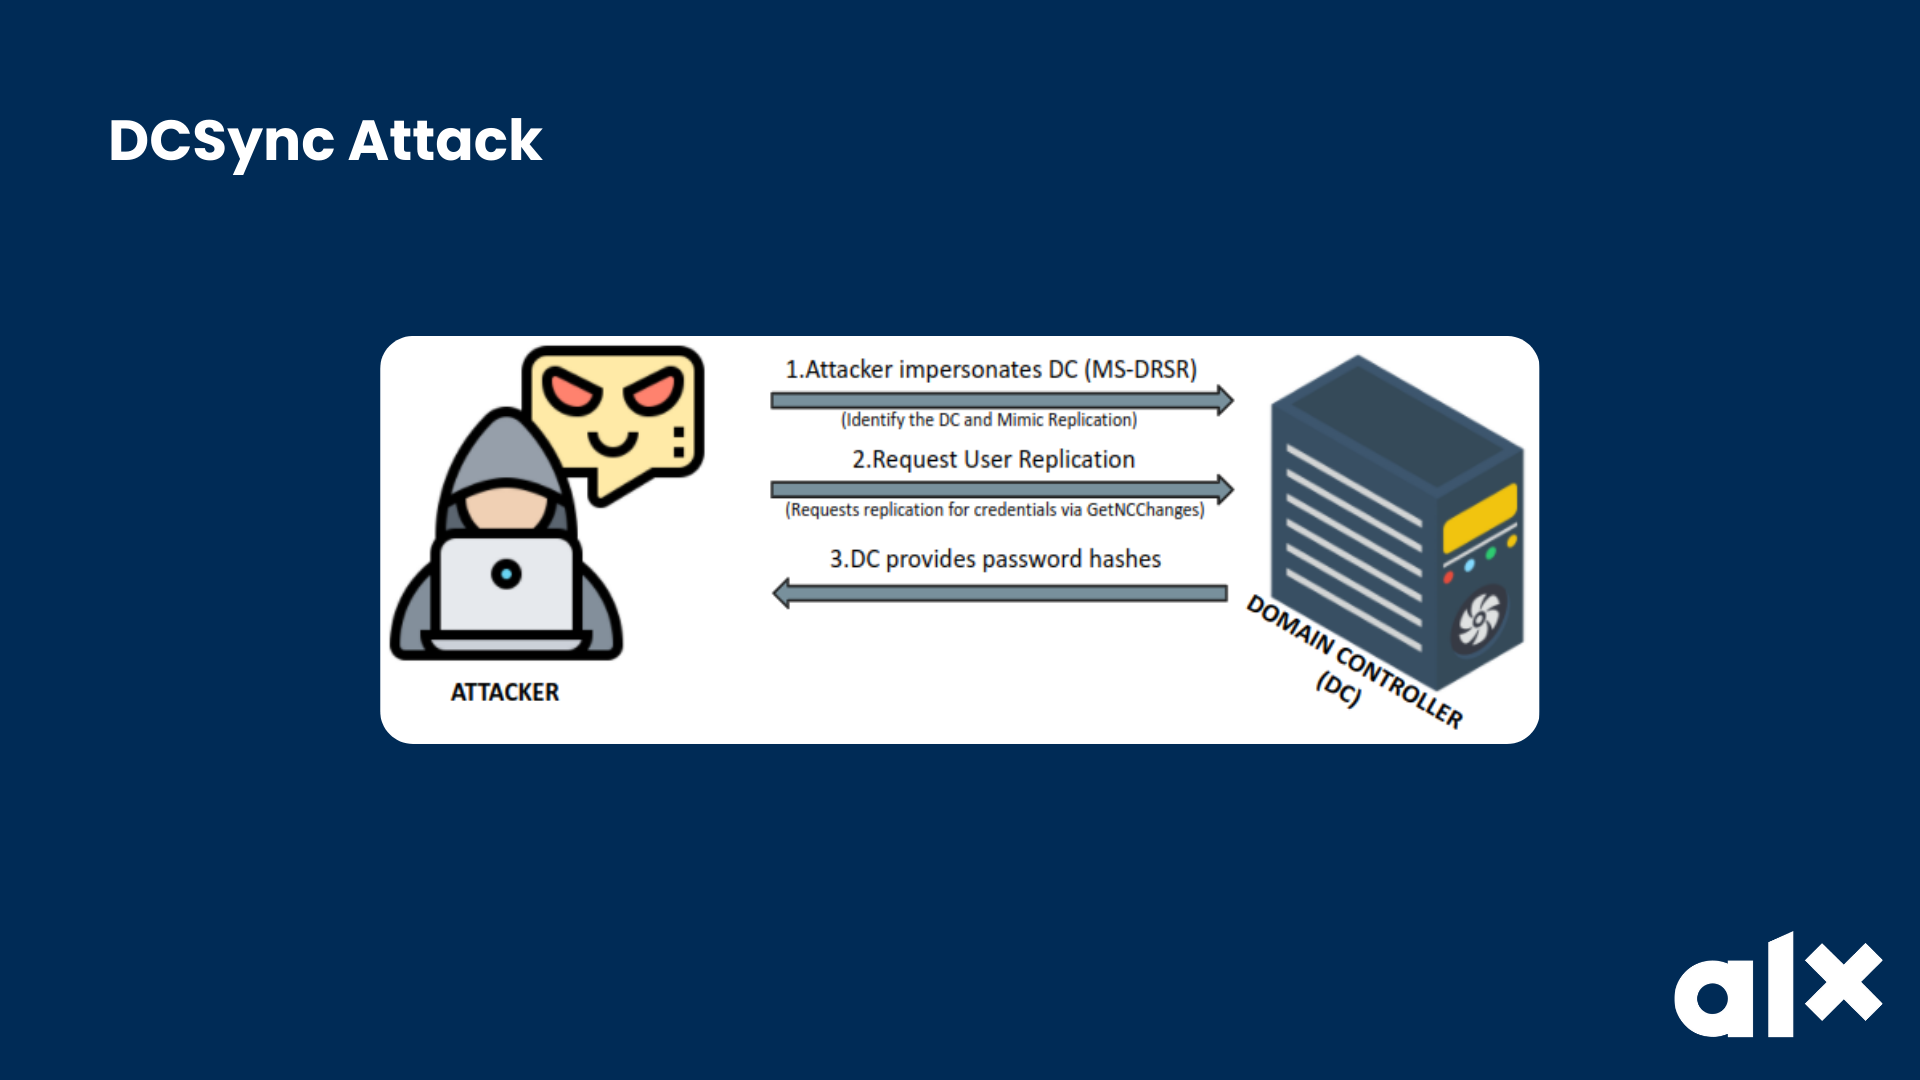 DCSync Attack
1.Attacker impersonates DC (MS-DRSR)
(Identify the DC and Mimic Replication)
2.Request User Replication
(Requests replication for credentials via GetNCChanges)
3.DC provides password hashes
ATTACKER
DOMAIN CONTROLLER
(DC)
alx